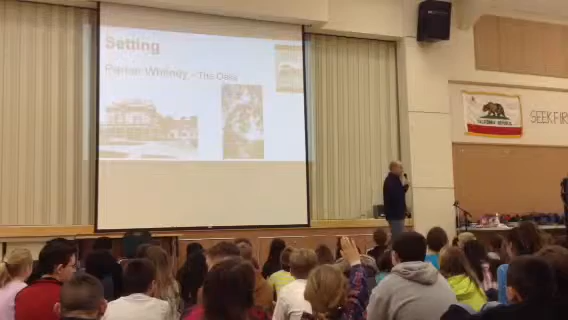 Setting
Parker Whitney - The Oaks
CALIFORNIA REPUBLIC
SEEK FIR